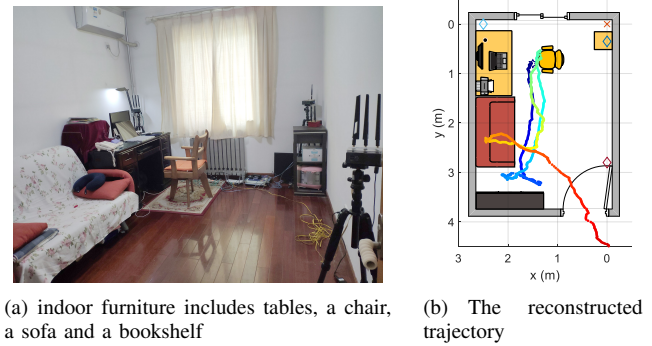 (a) indoor furniture includes tables, a chair,
a sofa and a bookshelf
0
1
2
3
4
y (m)
3
2
1
0
x (m)
(b) The reconstructed
trajectory